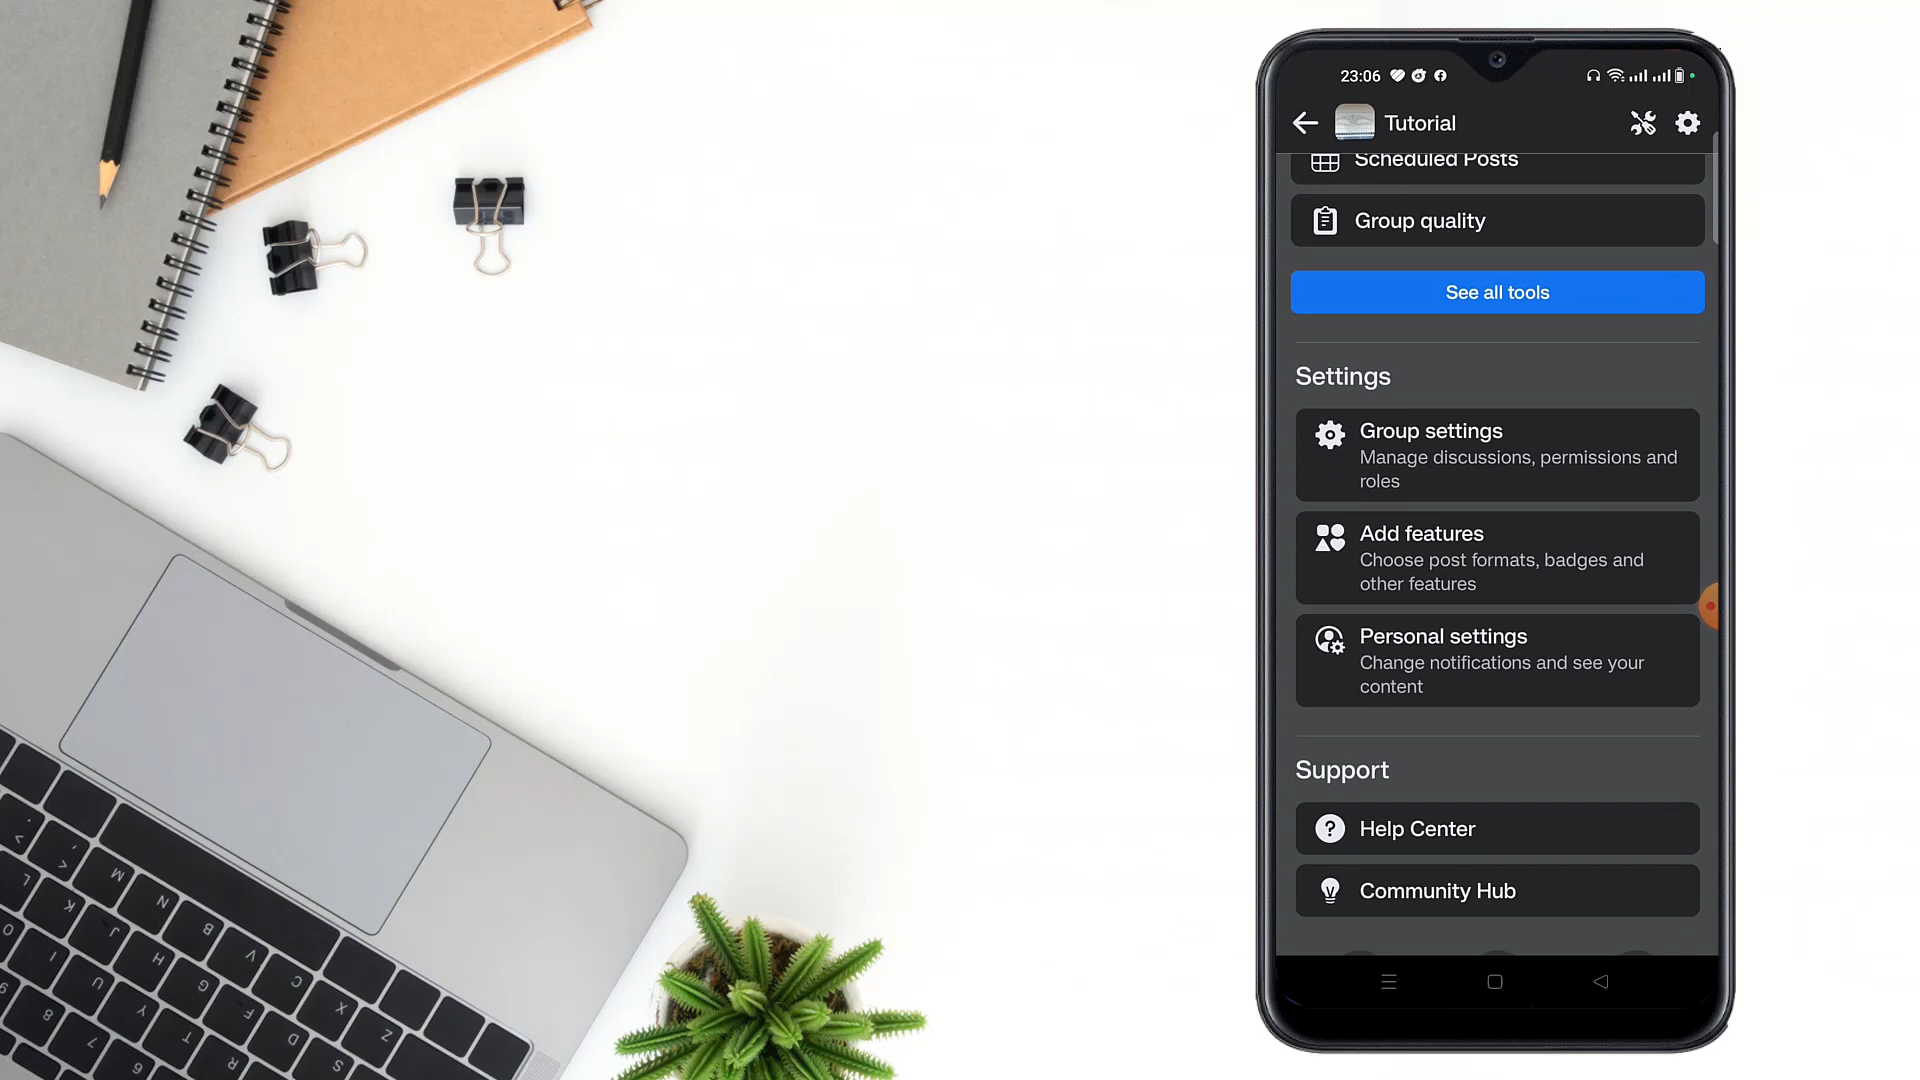 23:06
Tutorial
Scheduled Posts
Group quality
See all tools
Settings
Group settings
Manage discussions, permissions and
roles
Add features
Choose post formats, badges and
other features
Personal settings
Change notifications and see your
content
Support
Help Center
Community Hub